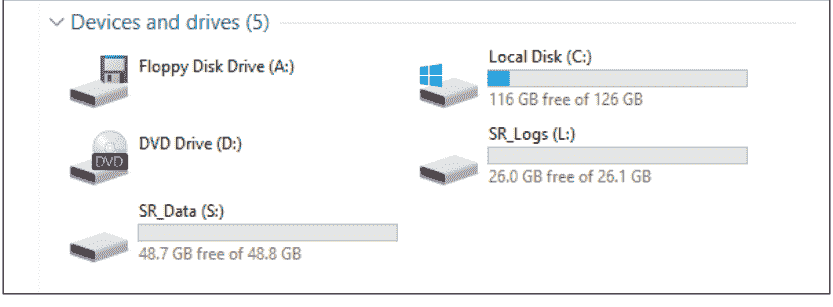 Devices and drives (5)
Floppy Disk Drive (A:)
Local Disk (C:)
116 GB free of 126 GB
DVD Drive (D:)
DVD
SR_Logs (L:)
26.0 GB free of 26.1 GB
SR_Data (S:)
48.7 GB free of 48.8 GB